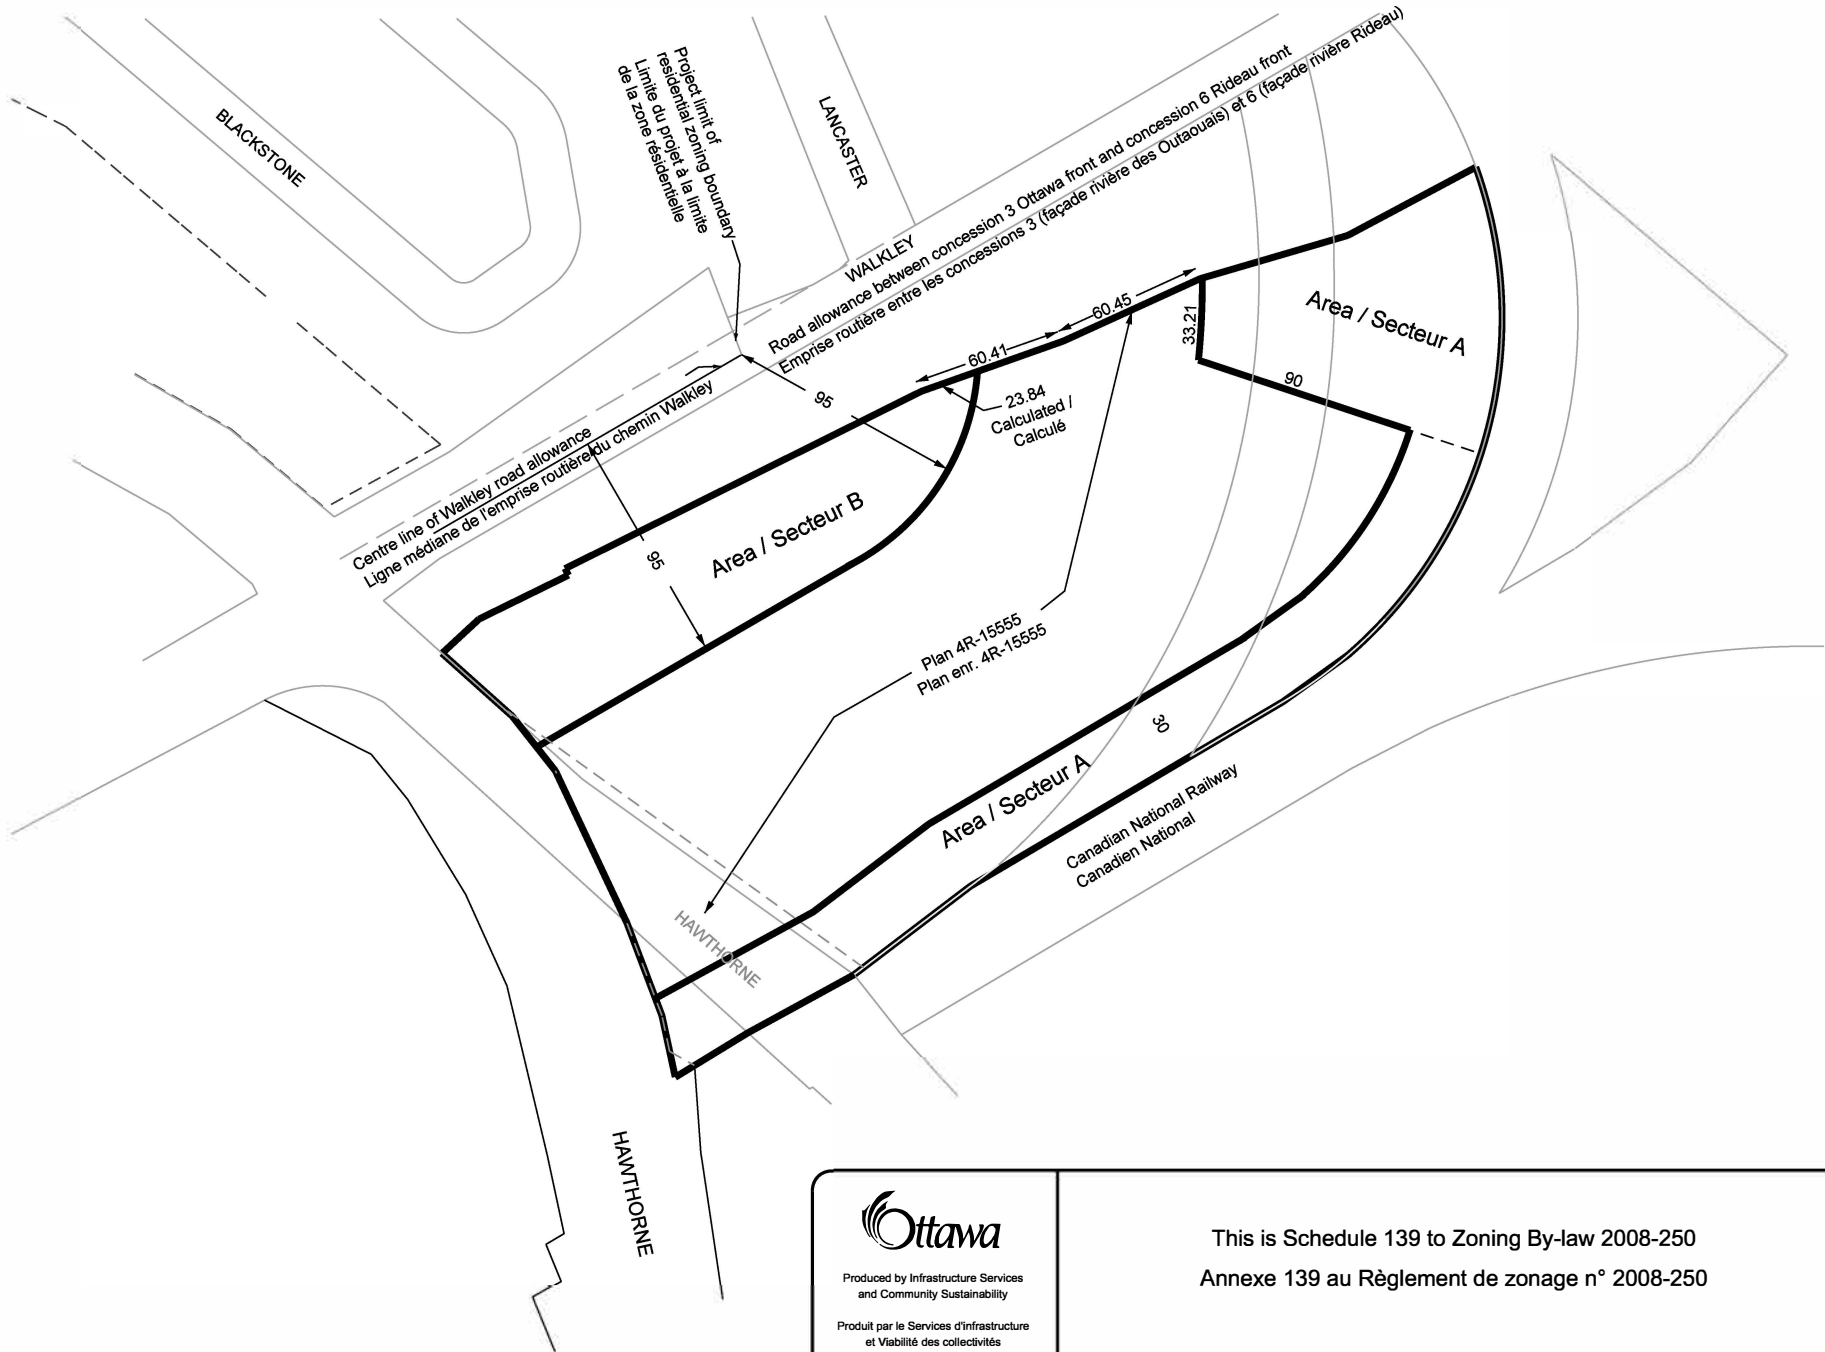 BLACKSTONE
Project limit of
residential zoning boundary
Limite du projet à la limite
de la zone résidentielle
LANCASTER
WALKLEY
Road allowance between concession 3 Ottawa front and concession 6 Rideau front
Emprise routière entre les concessions 3 (façade rivière des Outaouais) et 6 (façade rivière Rideau)
60.45
60.41
33.21
Area / Secteur A
90
95
23.84
Calculated /
Calculé
Centre line of Walkley road allowance
Ligne médiane de l'emprise routière du chemin Walkley
95
Area / Secteur B
Plan 4R-15555
Plan enr. 4R-15555
30
Area / Secteur A
Canadian National Railway
Canadien National
HAWTHORNE
HAWTHORNE
Ottawa
Produced by Infrastructure Services
and Community Sustainability
Produit par le Services d'infrastructure
et Viabilité des collectivités
This is Schedule 139 to Zoning By-law 2008-250
Annexe 139 au Règlement de zonage n° 2008-250